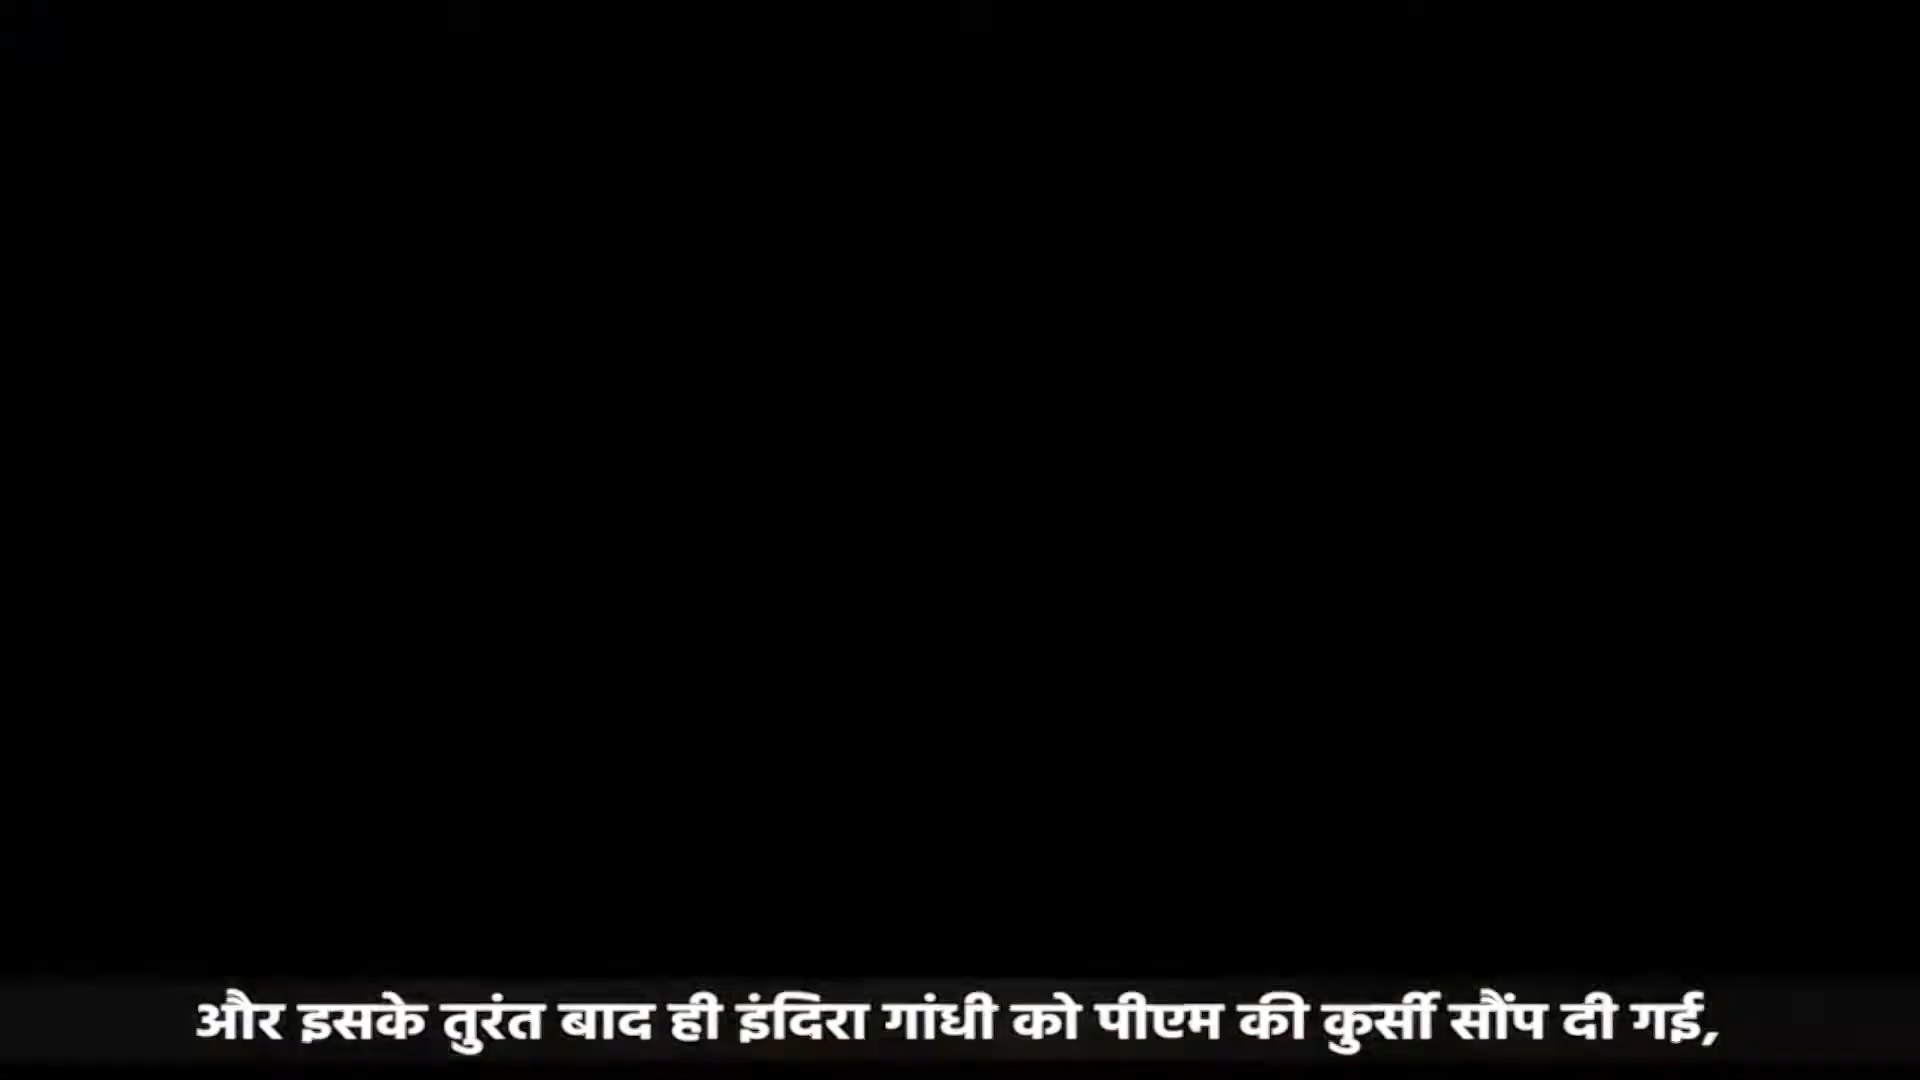 और इसके तुरंत बाद ही इंदिरा गांधी को पीएम की कुर्सी सौंप दी गई,